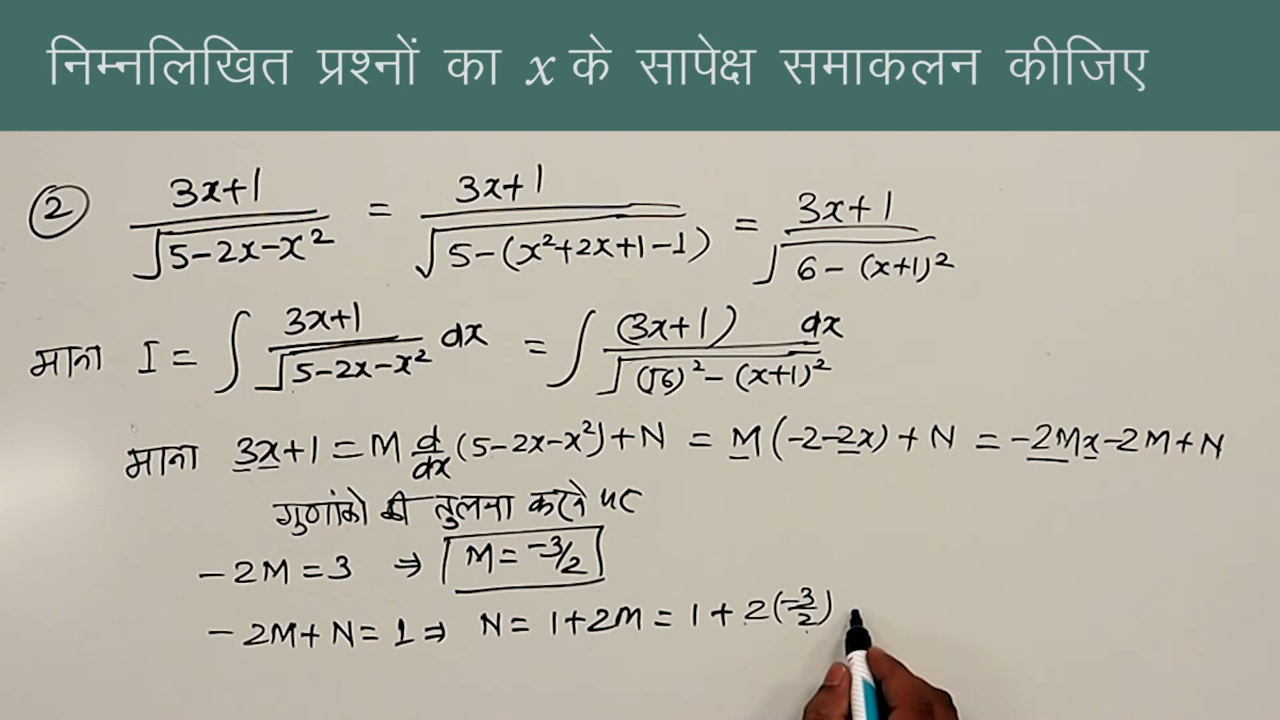 निम्नलिखित प्रश्नों का x के सापेक्ष समाकलन कीजिए
② (3x+1)/√(5-2x-x²) = (3x+1)/√(5-(x²+2x+1-1)) = (3x+1)/√(6-(x+1)²)
माना I = ∫ (3x+1)/√(5-2x-x²) dx = ∫ (3x+1) dx/√((√6)²-(x+1)²)
माना 3x+1 = M d/dx (5-2x-x²)+N = M(-2-2x)+N = -2Mx-2M+N
गुणांको की तुलना करने पर
-2M=3 ⇒ M=-3/2
-2M+N=1 ⇒ N=1+2M=1+2(-3/2)